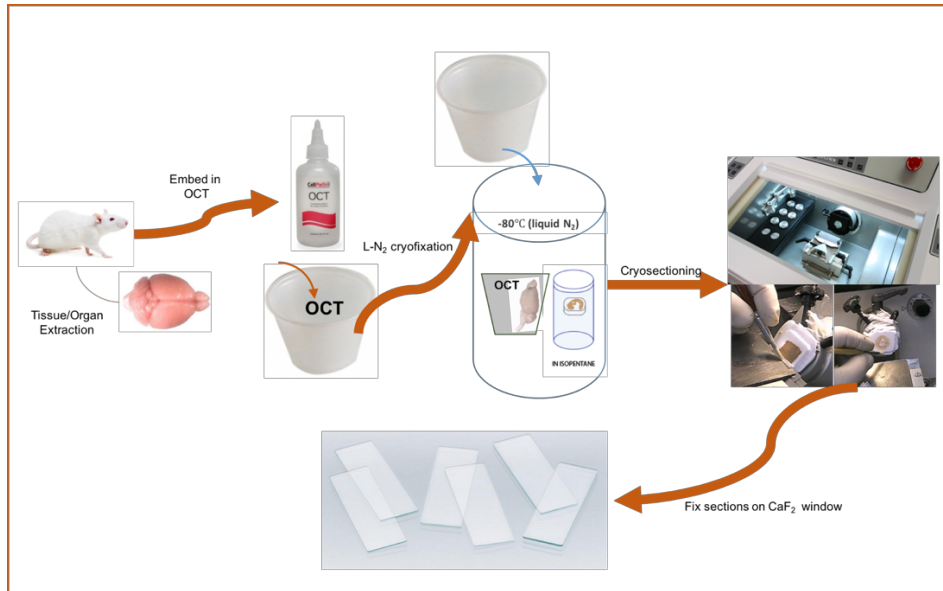 Embed in
OCT
OCT
Tissue/Organ
Extraction
OCT
L-N₂ cryofixation
-80°C (liquid N₂)
OCT
IN ISOPENTANE
Cryosectioning
Fix sections on CaF₂ window